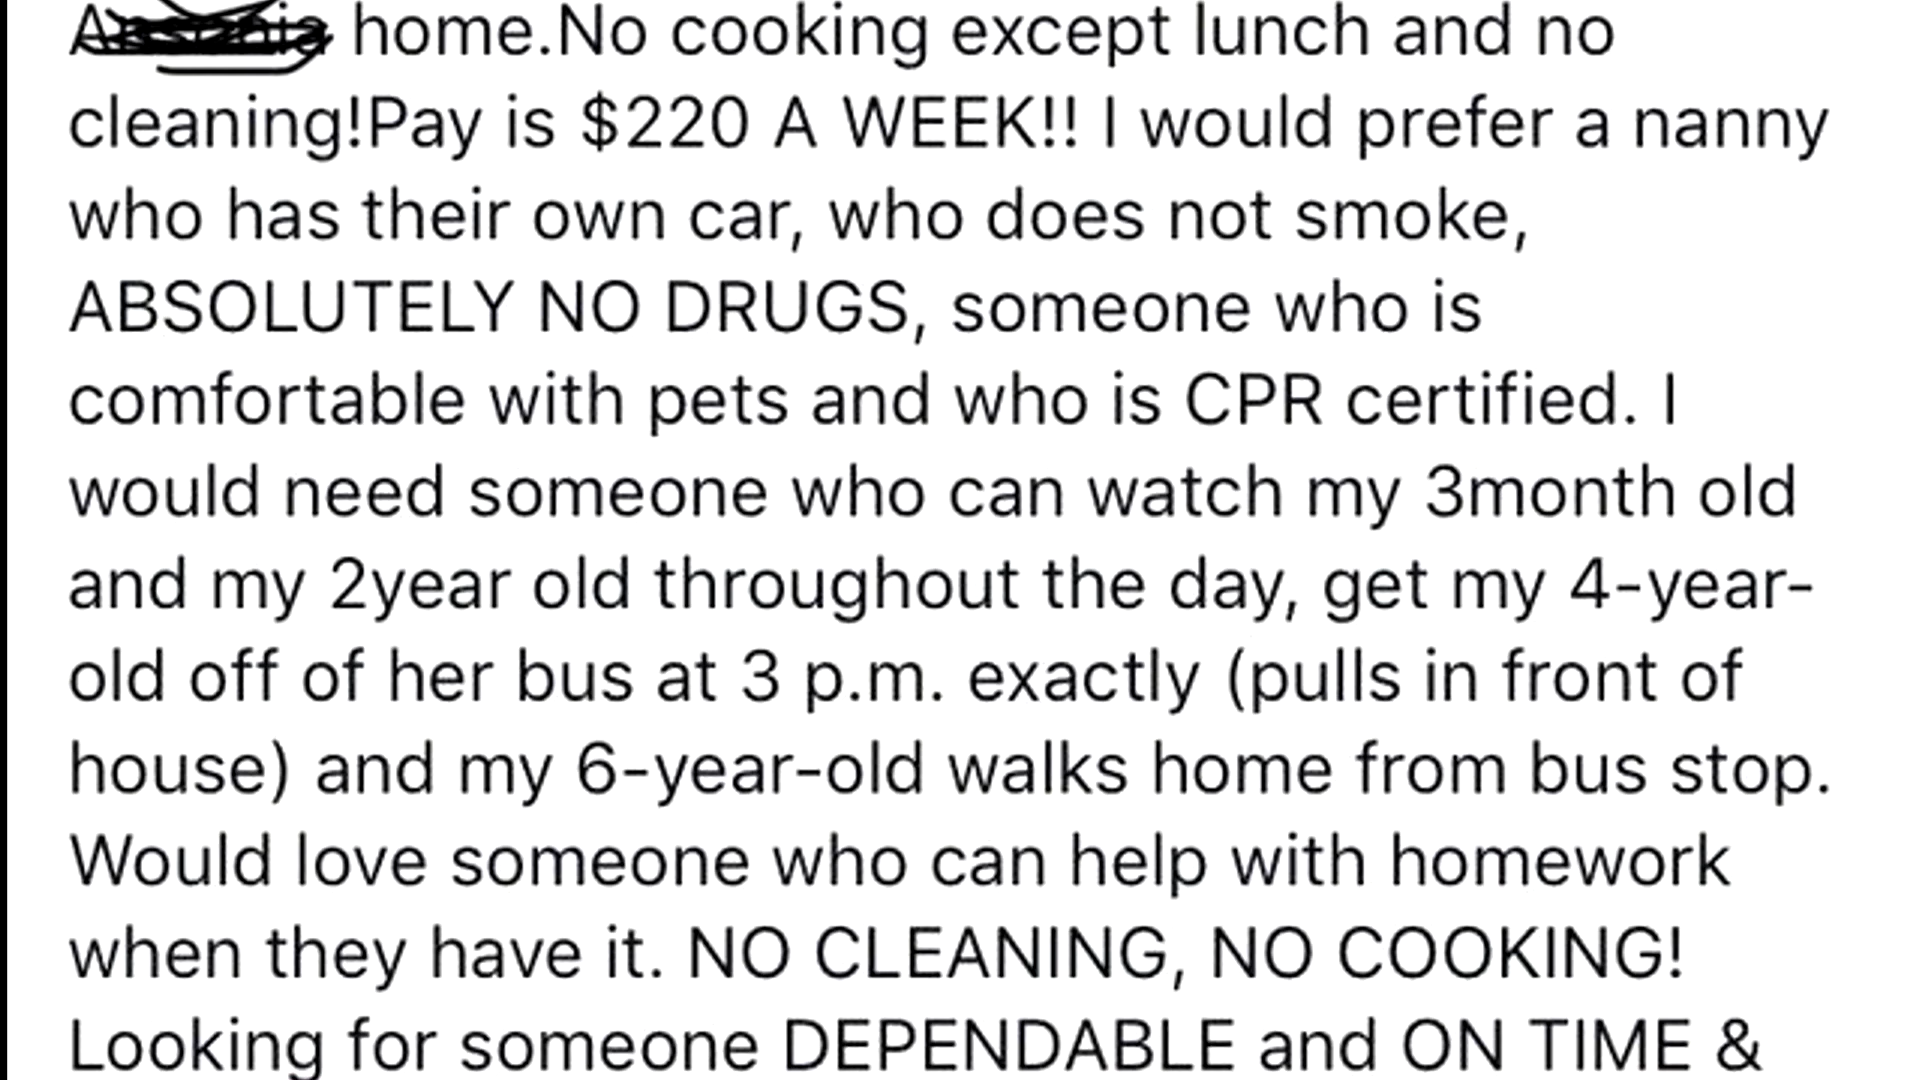 home.No cooking except lunch and no
cleaning!Pay is $220 A WEEK!! I would prefer a nanny
who has their own car, who does not smoke,
ABSOLUTELY NO DRUGS, someone who is
comfortable with pets and who is CPR certified. I
would need someone who can watch my 3month old
and my 2year old throughout the day, get my 4-year-
old off of her bus at 3 p.m. exactly (pulls in front of
house) and my 6-year-old walks home from bus stop.
Would love someone who can help with homework
when they have it. NO CLEANING, NO COOKING!
Looking for someone DEPENDABLE and ON TIME &